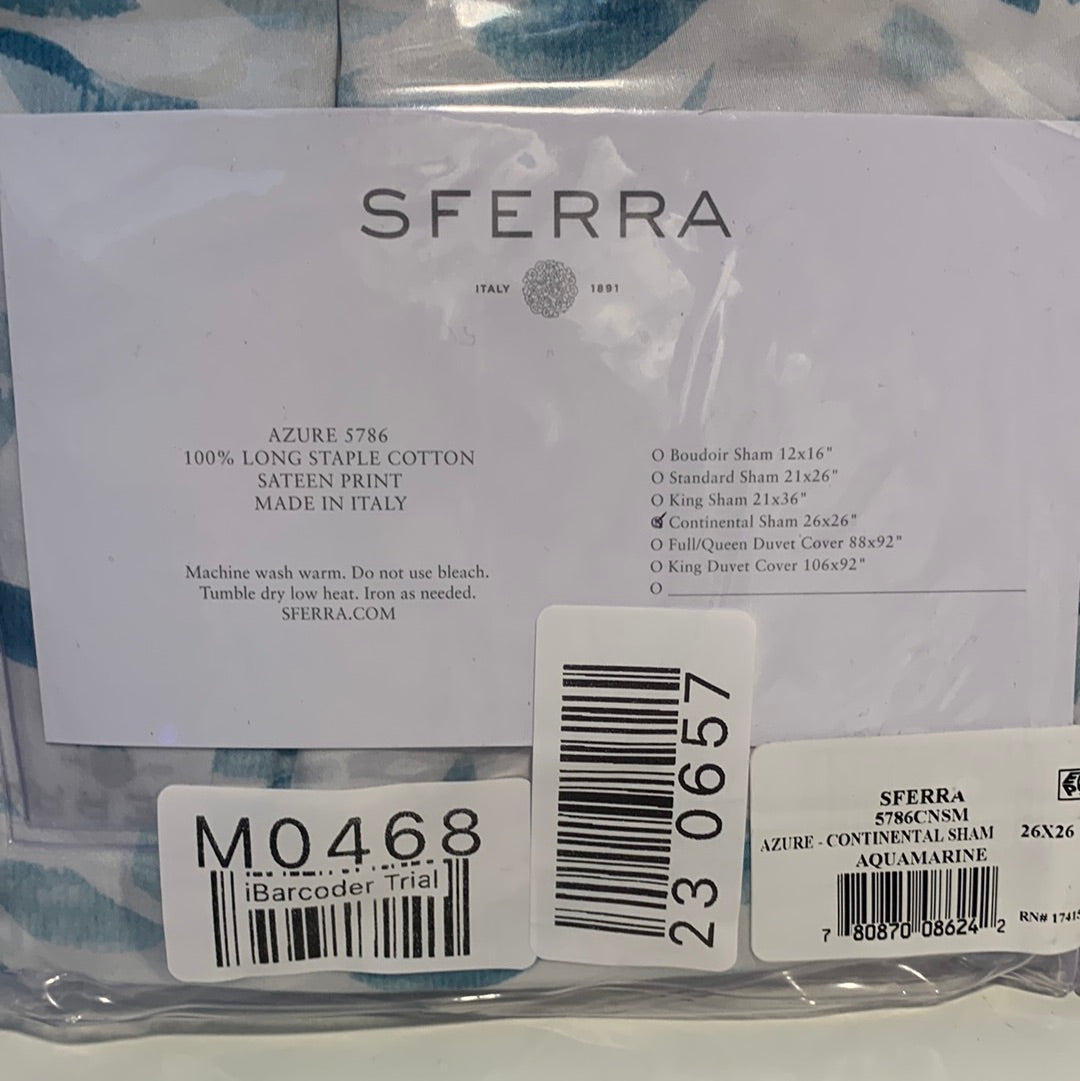 SFERRA
ITALY 1891
AZURE 5786
100% LONG STAPLE COTTON
SATEEN PRINT
MADE IN ITALY
Machine wash warm. Do not use bleach.
Tumble dry low heat. Iron as needed.
SFERRA.COM
O Boudoir Sham 12x16"
O Standard Sham 21x26"
O King Sham 21x36"
O Continental Sham 26x26"
O Full/Queen Duvet Cover 88x92"
O King Duvet Cover 106x92"
O
M0468
iBarcoder Trial
23 0657
SFERRA
5786CNSM
AZURE - CONTINENTAL SHAM 26X26
AQUAMARINE
7 80870 08624 2
RN#